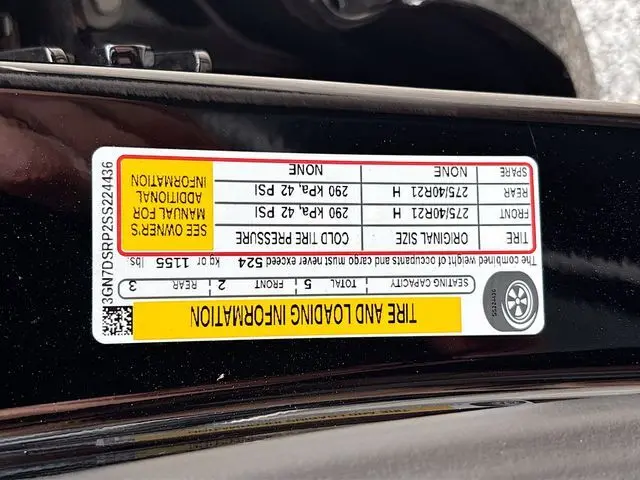 TIRE AND LOADING INFORMATION
SEATING CAPACITY TOTAL 5 FRONT 2 REAR 3
The combined weight of occupants and cargo must never exceed 524 kg or 1155 lbs.
TIRE ORIGINAL SIZE COLD TIRE PRESSURE
FRONT 275/40R21 H 290 kPa, 42 PSI
REAR 275/40R21 H 290 kPa, 42 PSI
SPARE NONE NONE
SEE OWNER'S
MANUAL FOR
ADDITIONAL
INFORMATION
3GN7DSRP2SS224436
SS224436